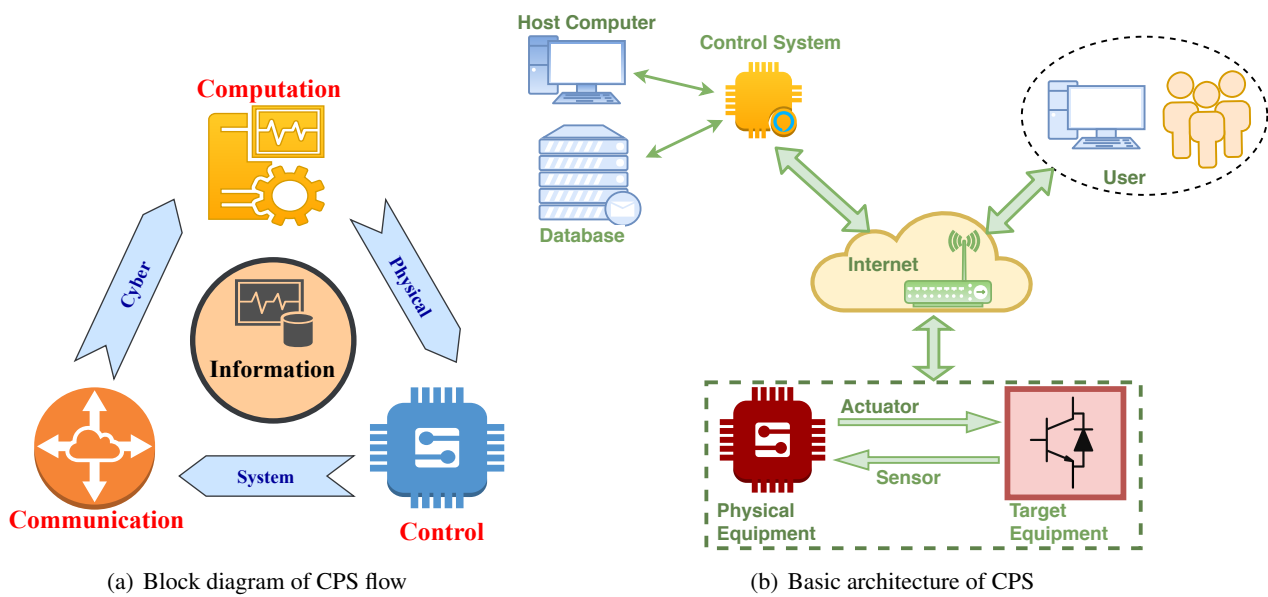 Computation
Cyber
Physical
Information
System
Communication
Control
(a) Block diagram of CPS flow
Host Computer
Control System
Database
User
Internet
Actuator
Sensor
Physical
Equipment
Target
Equipment
(b) Basic architecture of CPS